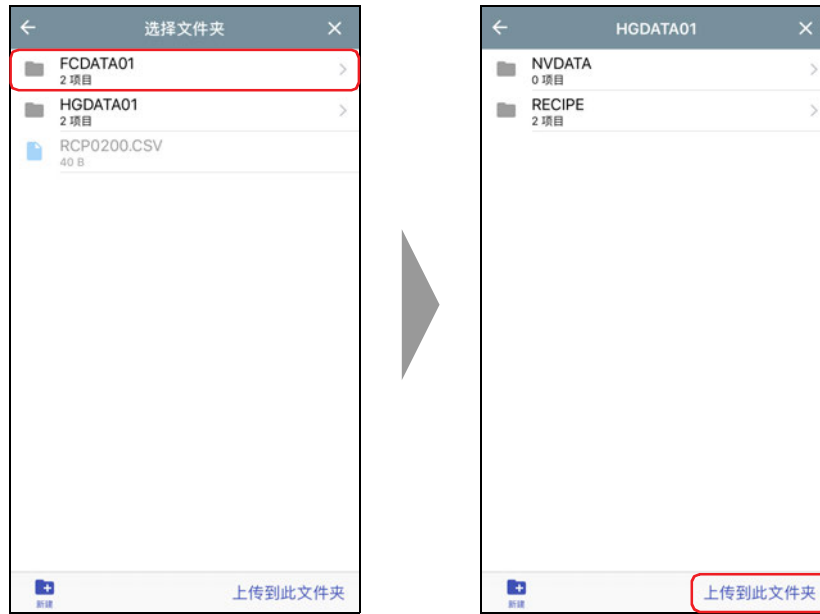 选择文件夹
FCDATA01
2 项目
HGDATA01
2 项目
RCP0200.CSV
40 B
新建
上传到此文件夹
HGDATA01
NVDATA
0 项目
RECIPE
2 项目
新建
上传到此文件夹